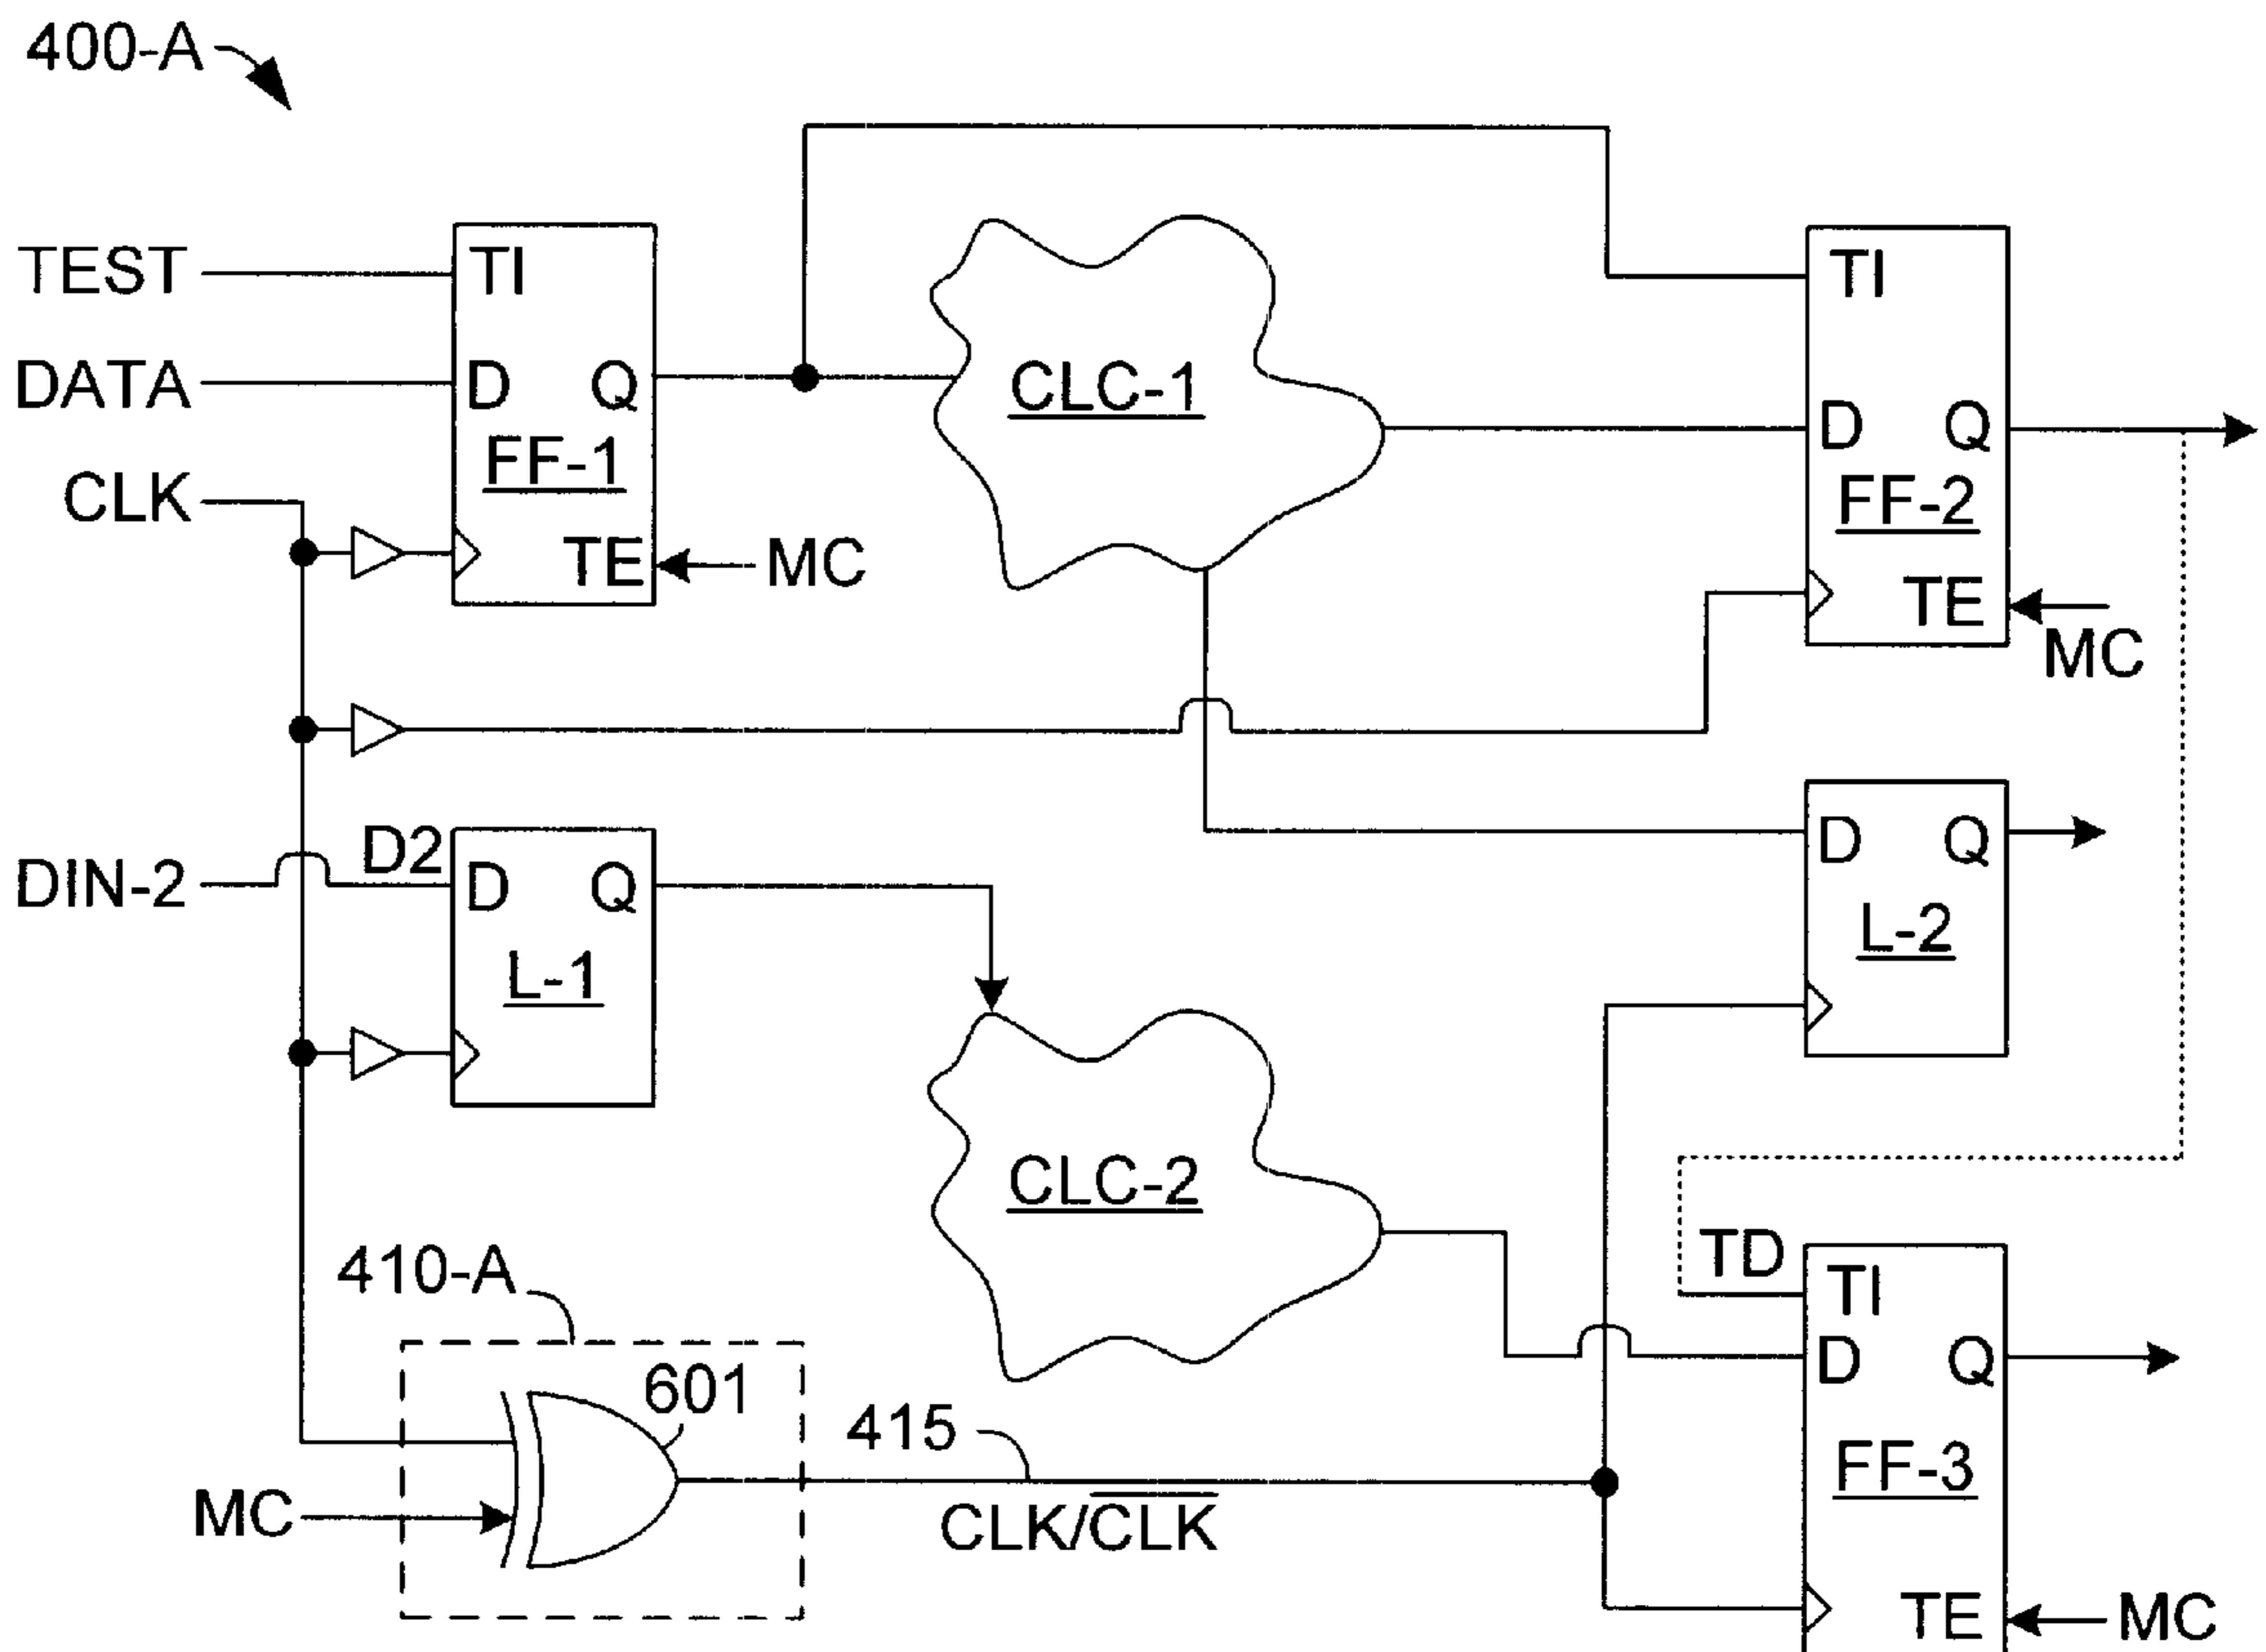 400-A
TEST
DATA
CLK
TI
D Q
FF-1
TE
MC
CLC-1
TI
D Q
FF-2
TE
MC
DIN-2
D2
D Q
L-1
D Q
L-2
CLC-2
410-A
601
MC
415
CLK/C̅L̅K̅
TD
TI
D Q
FF-3
TE
MC